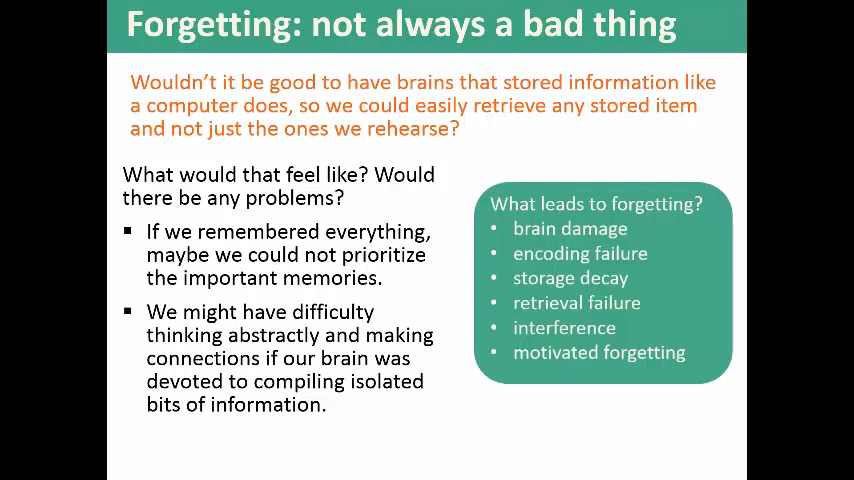 Forgetting: not always a bad thing
Wouldn't it be good to have brains that stored information like
a computer does, so we could easily retrieve any stored item
and not just the ones we rehearse?
What would that feel like? Would
there be any problems?
▪ If we remembered everything,
maybe we could not prioritize
the important memories.
▪ We might have difficulty
thinking abstractly and making
connections if our brain was
devoted to compiling isolated
bits of information.
What leads to forgetting?
• brain damage
• encoding failure
• storage decay
• retrieval failure
• interference
• motivated forgetting